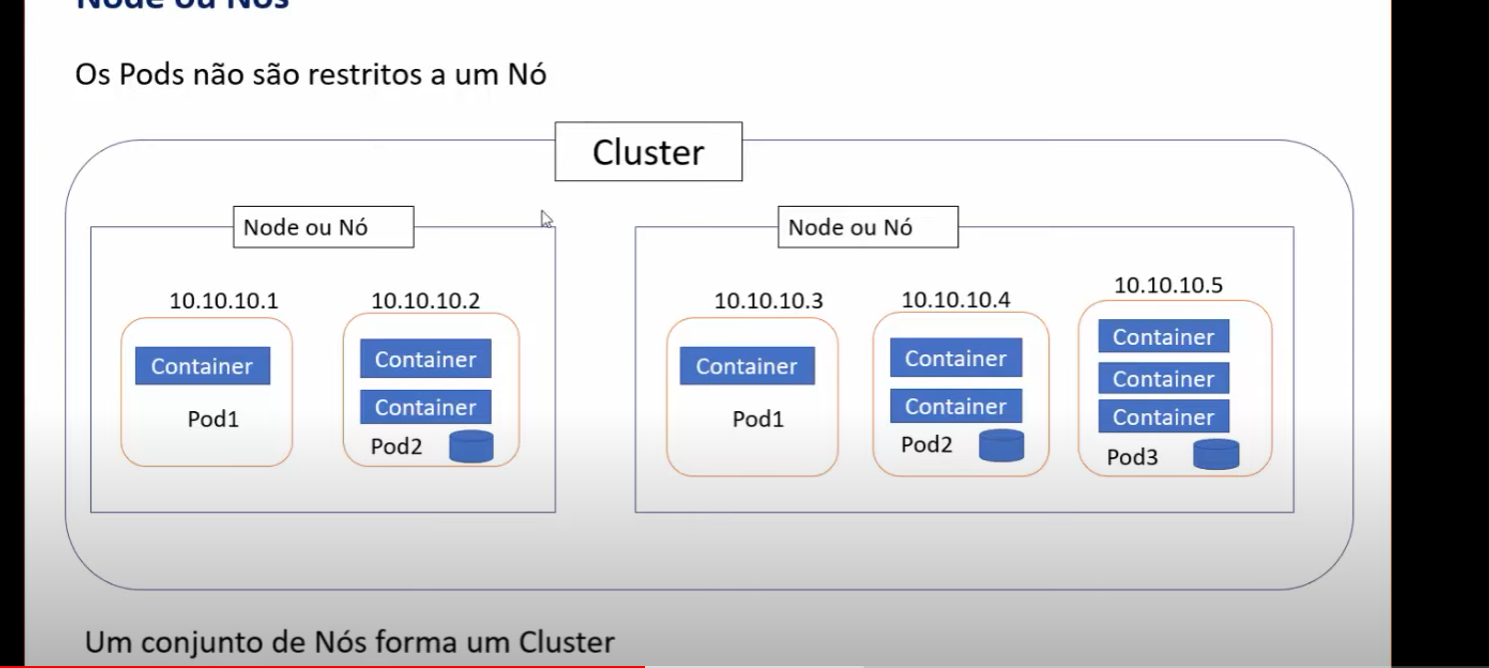 Node ou Nós
Os Pods não são restritos a um Nó
Cluster
Node ou Nó
Node ou Nó
10.10.10.1
10.10.10.2
Container
Container
Container
Pod1
Pod2
10.10.10.3
10.10.10.4
10.10.10.5
Container
Container
Container
Container
Container
Container
Pod1
Pod2
Pod3
Um conjunto de Nós forma um Cluster